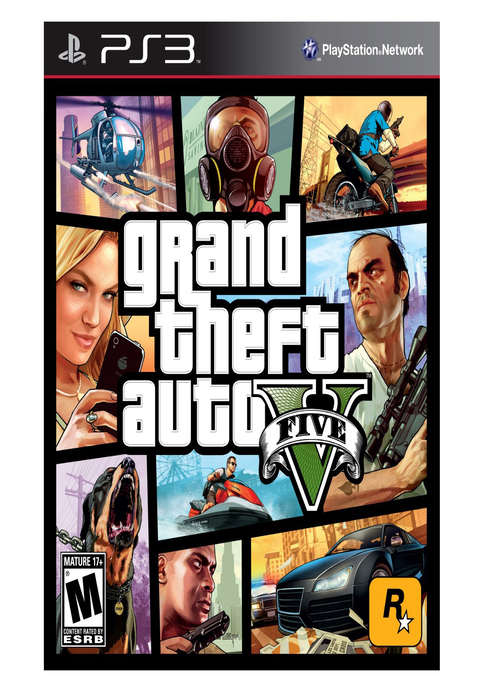 PS3
PlayStation®Network
grand
theft
auto
V
FIVE
MATURE 17+
M
®
CONTENT RATED BY
ESRB
R